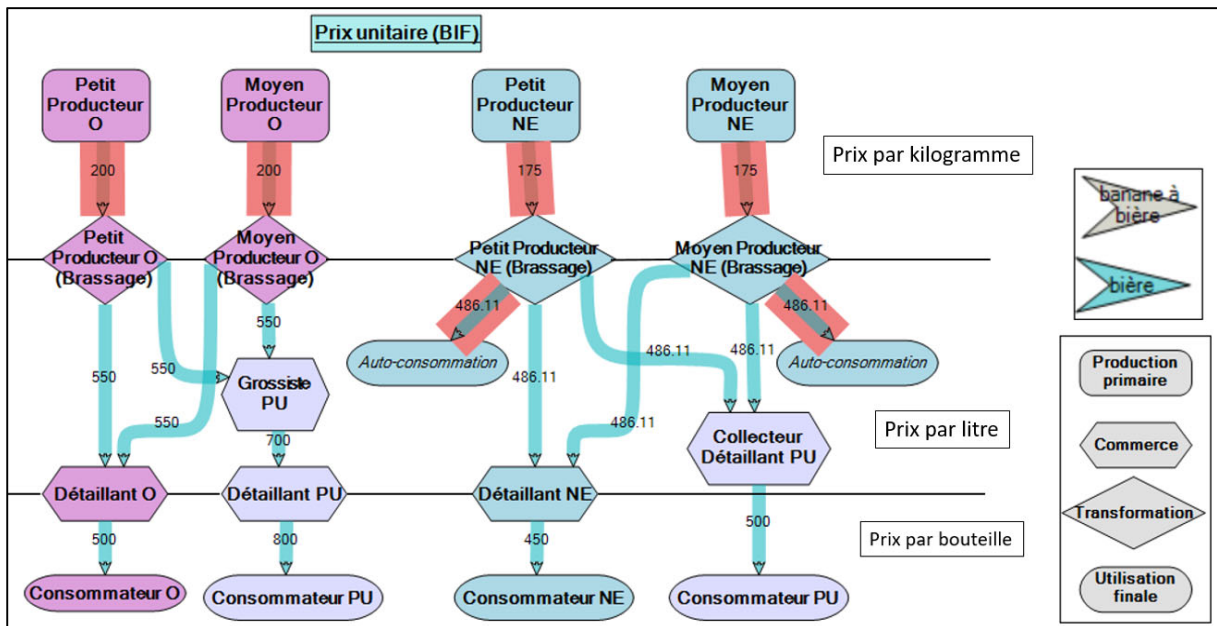 Prix unitaire (BIF)
Petit
Producteur
O
Moyen
Producteur
O
Petit
Producteur
NE
Moyen
Producteur
NE
Prix par kilogramme
200
200
175
175
banane à
bière
bière
Petit
Producteur O
(Brassage)
Moyen
Producteur O
(Brassage)
Petit Producteur
NE (Brassage)
Moyen Producteur
NE (Brassage)
486.11
486.11
550
Auto-consommation
Auto-consommation
550
550
486.11
486.11
486.11
Grossiste
PU
550
486.11
700
Collecteur
Détaillant PU
Prix par litre
Production
primaire
Commerce
Transformation
Utilisation
finale
Détaillant O
Détaillant PU
Détaillant NE
500
800
450
500
Prix par bouteille
Consommateur O
Consommateur PU
Consommateur NE
Consommateur PU